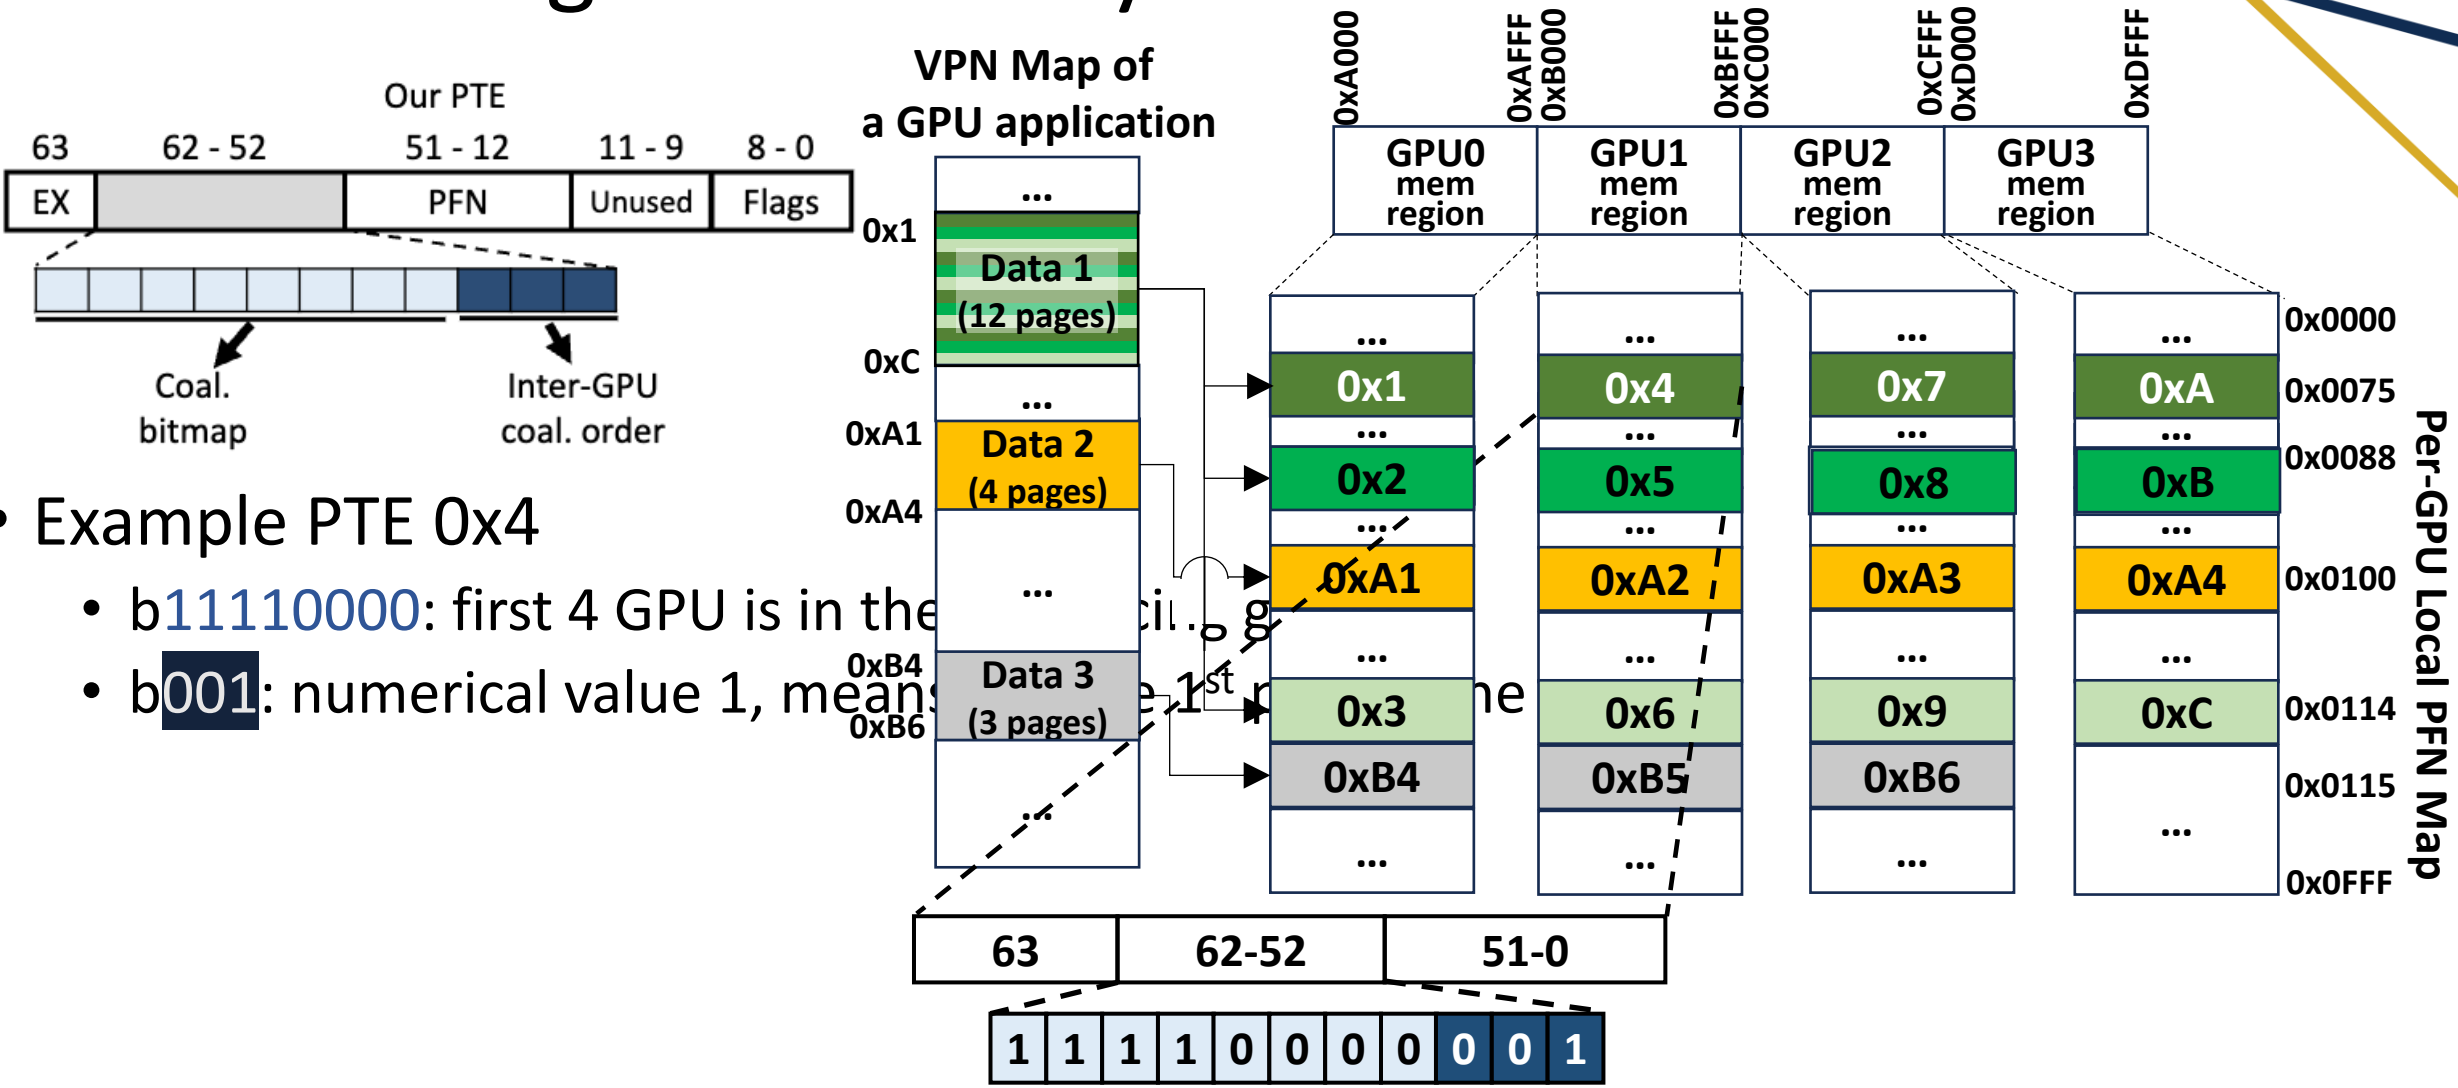 Our PTE
63 62 - 52 51 - 12 11 - 9 8 - 0
EX PFN Unused Flags
Coal.
bitmap
Inter-GPU
coal. order
• Example PTE 0x4
• b11110000: first 4 GPU is in the
• b001: numerical value 1, means 1st
VPN Map of
a GPU application
...
0x1
Data 1
(12 pages)
0xC
...
0xA1
Data 2
(4 pages)
0xA4
...
0xB4
Data 3
(3 pages)
0xB6
...
0xA000
0xAFFF
0xB000
0xBFFF
0xC000
0xCFFF
0xD000
0xDFFF
GPU0
mem
region
GPU1
mem
region
GPU2
mem
region
GPU3
mem
region
... ... ... ... 0x0000
0x1 0x4 0x7 0xA 0x0075
... ... ... ...
0x2 0x5 0x8 0xB 0x0088
... ... ... ...
0xA1 0xA2 0xA3 0xA4 0x0100
... ... ... ...
0x3 0x6 0x9 0xC 0x0114
0xB4 0xB5 0xB6 0x0115
... ... ... ...
0x0FFF
Per-GPU Local PFN Map
63 62-52 51-0
1 1 1 1 0 0 0 0 0 0 1